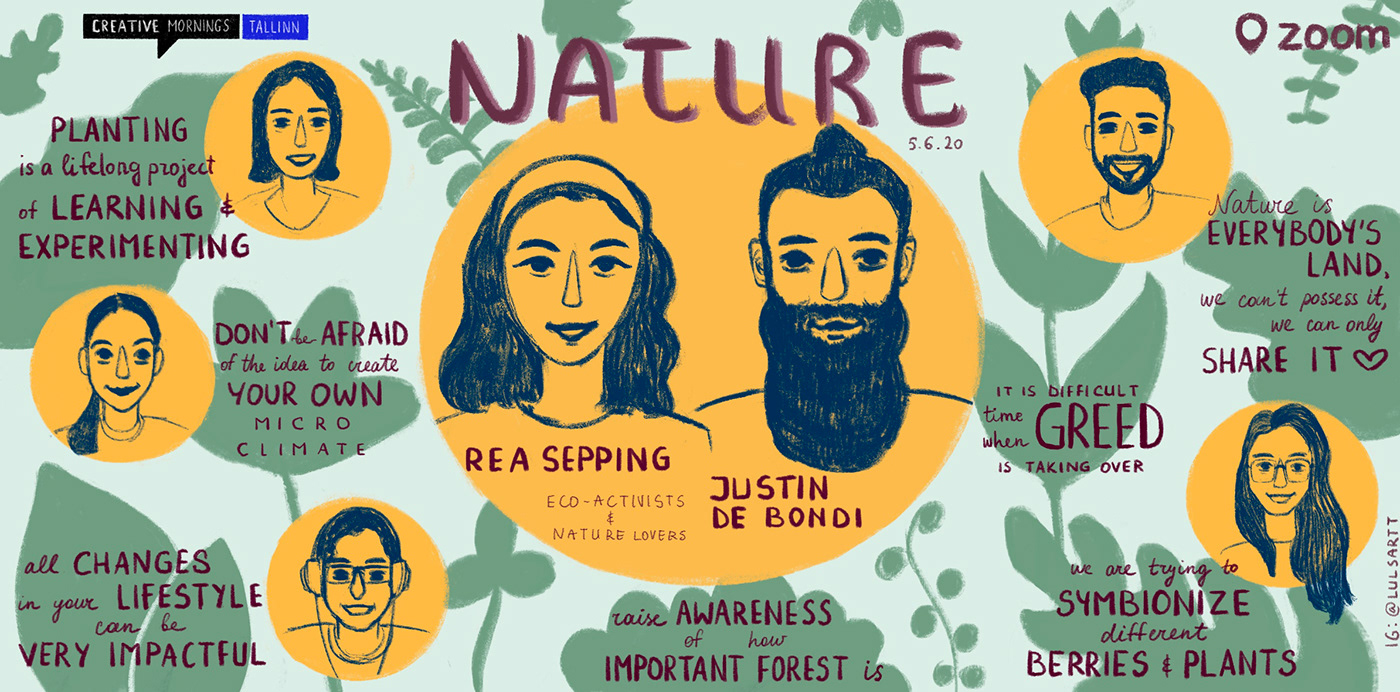 CREATIVE MORNINGS TALLINN
NATURE
5.6.20
zoom
PLANTING
is a lifelong project
of LEARNING &
EXPERIMENTING
DON'T be AFRAID
of the idea to create
YOUR OWN
MICRO
CLIMATE
all CHANGES
in your LIFESTYLE
can be
VERY IMPACTFUL
REA SEPPING
JUSTIN
DE BONDI
ECO-ACTIVISTS
&
NATURE LOVERS
raise AWARENESS
of how
IMPORTANT FOREST is
Nature is
EVERYBODY'S
LAND,
we can't possess it,
we can only
SHARE IT
IT IS DIFFICULT
time
when GREED
IS TAKING OVER
we are trying to
SYMBIONIZE
different
BERRIES & PLANTS
IG: @LULSARTT